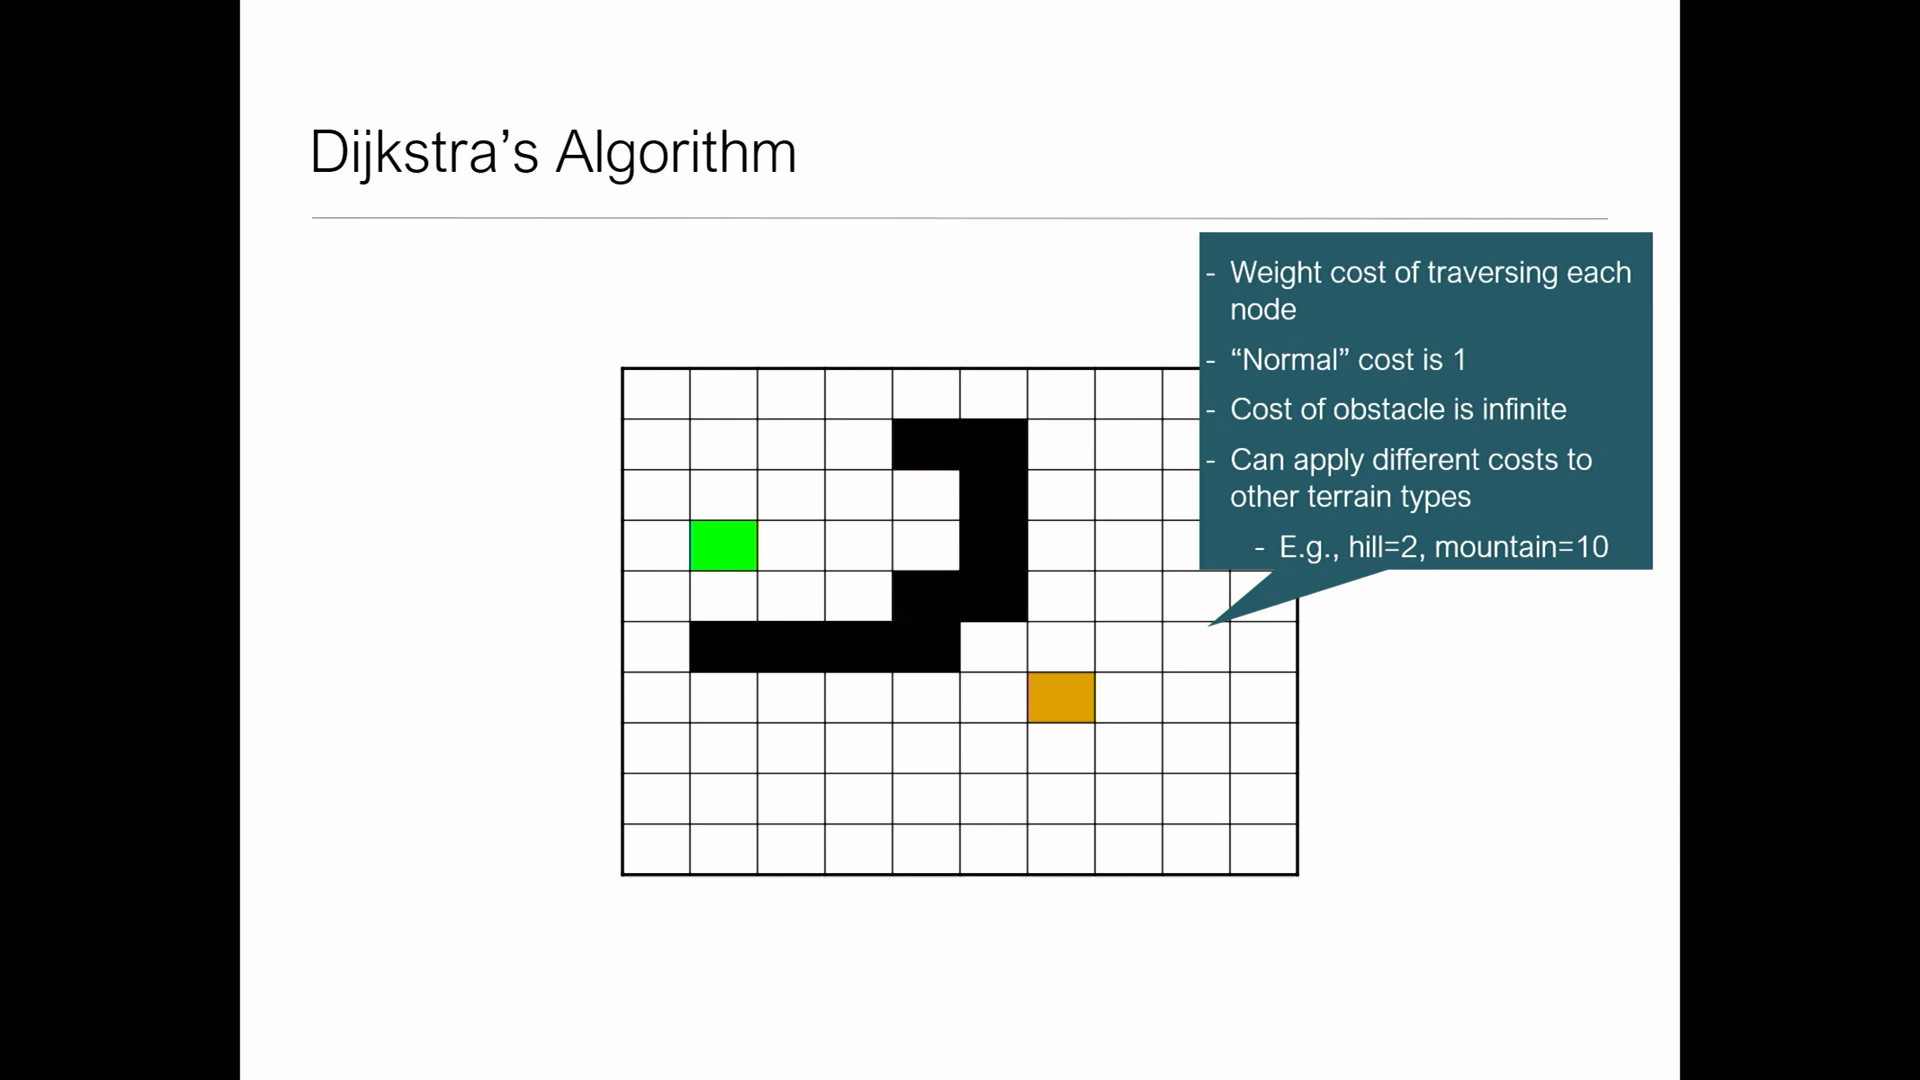 Dijkstra’s Algorithm
- Weight cost of traversing each
node
- “Normal” cost is 1
- Cost of obstacle is infinite
- Can apply different costs to
other terrain types
- E.g., hill=2, mountain=10